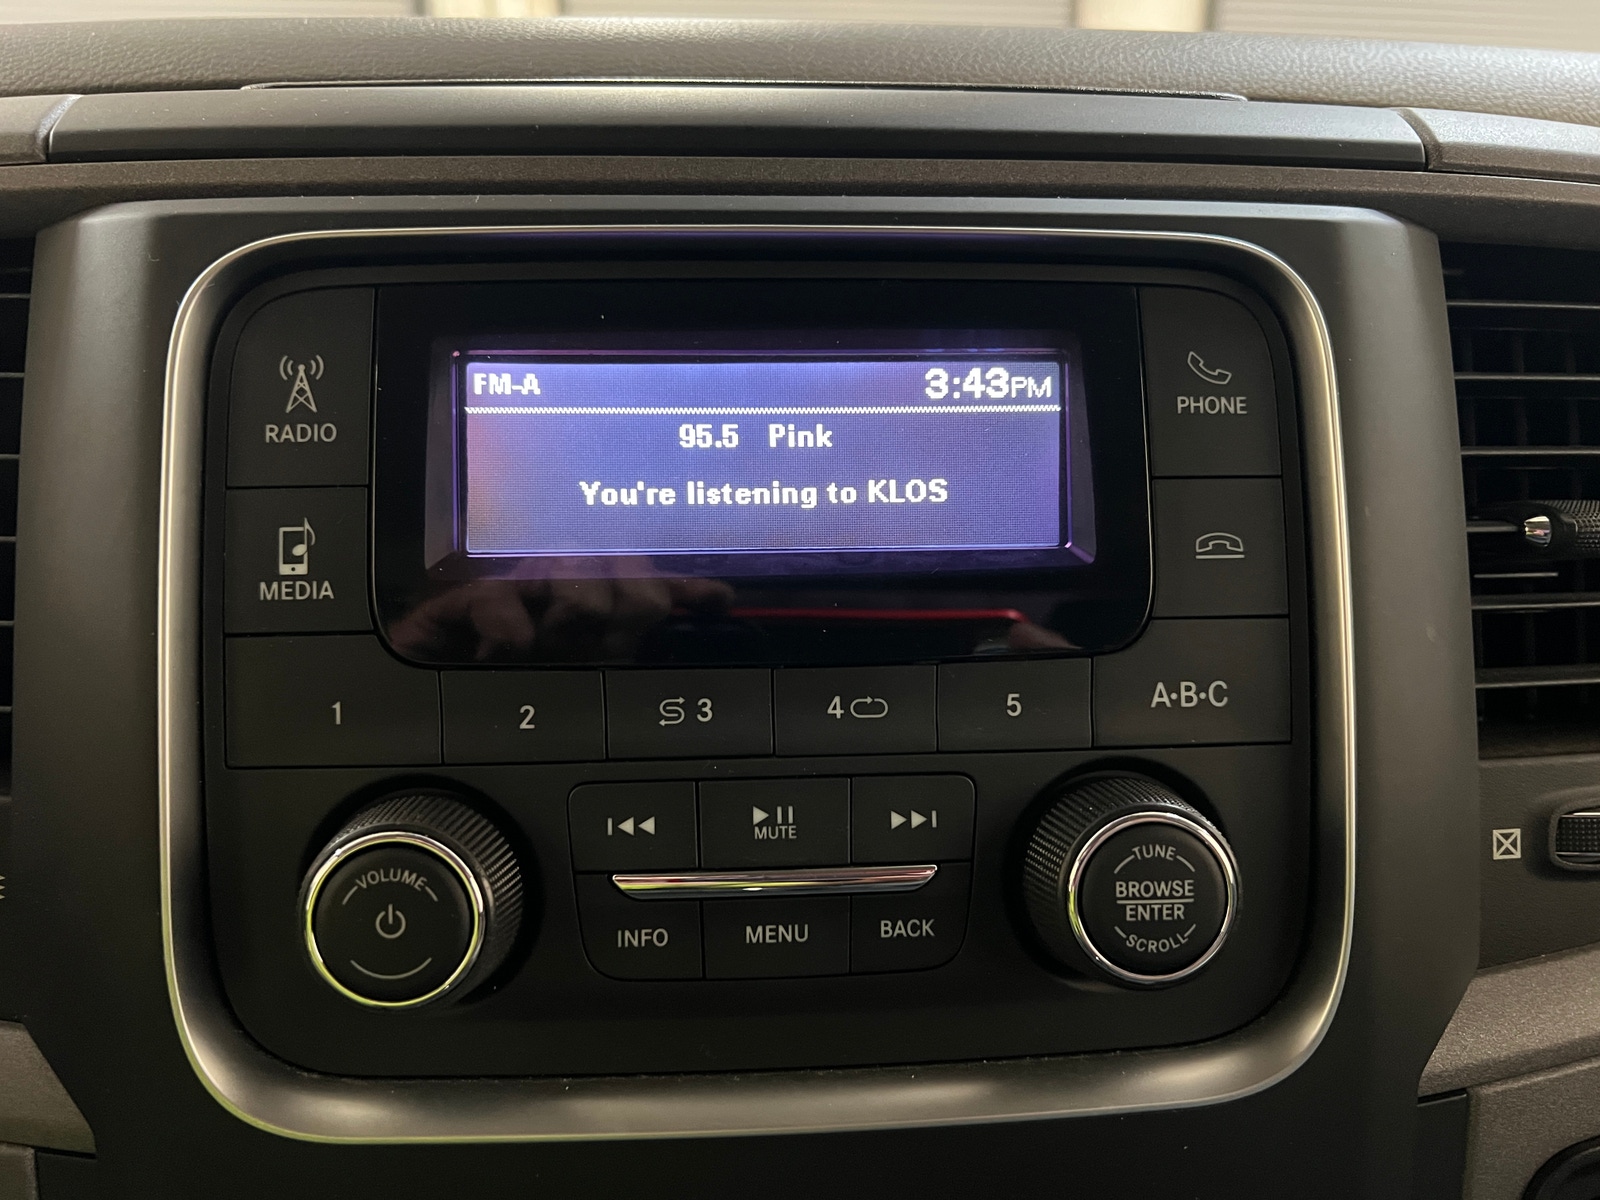 FM-A 3:43PM
95.5 Pink
You're listening to KLOS
RADIO
MEDIA
PHONE
1 2 3 4 5 A•B•C
MUTE
INFO MENU BACK
VOLUME
TUNE
BROWSE
ENTER
SCROLL